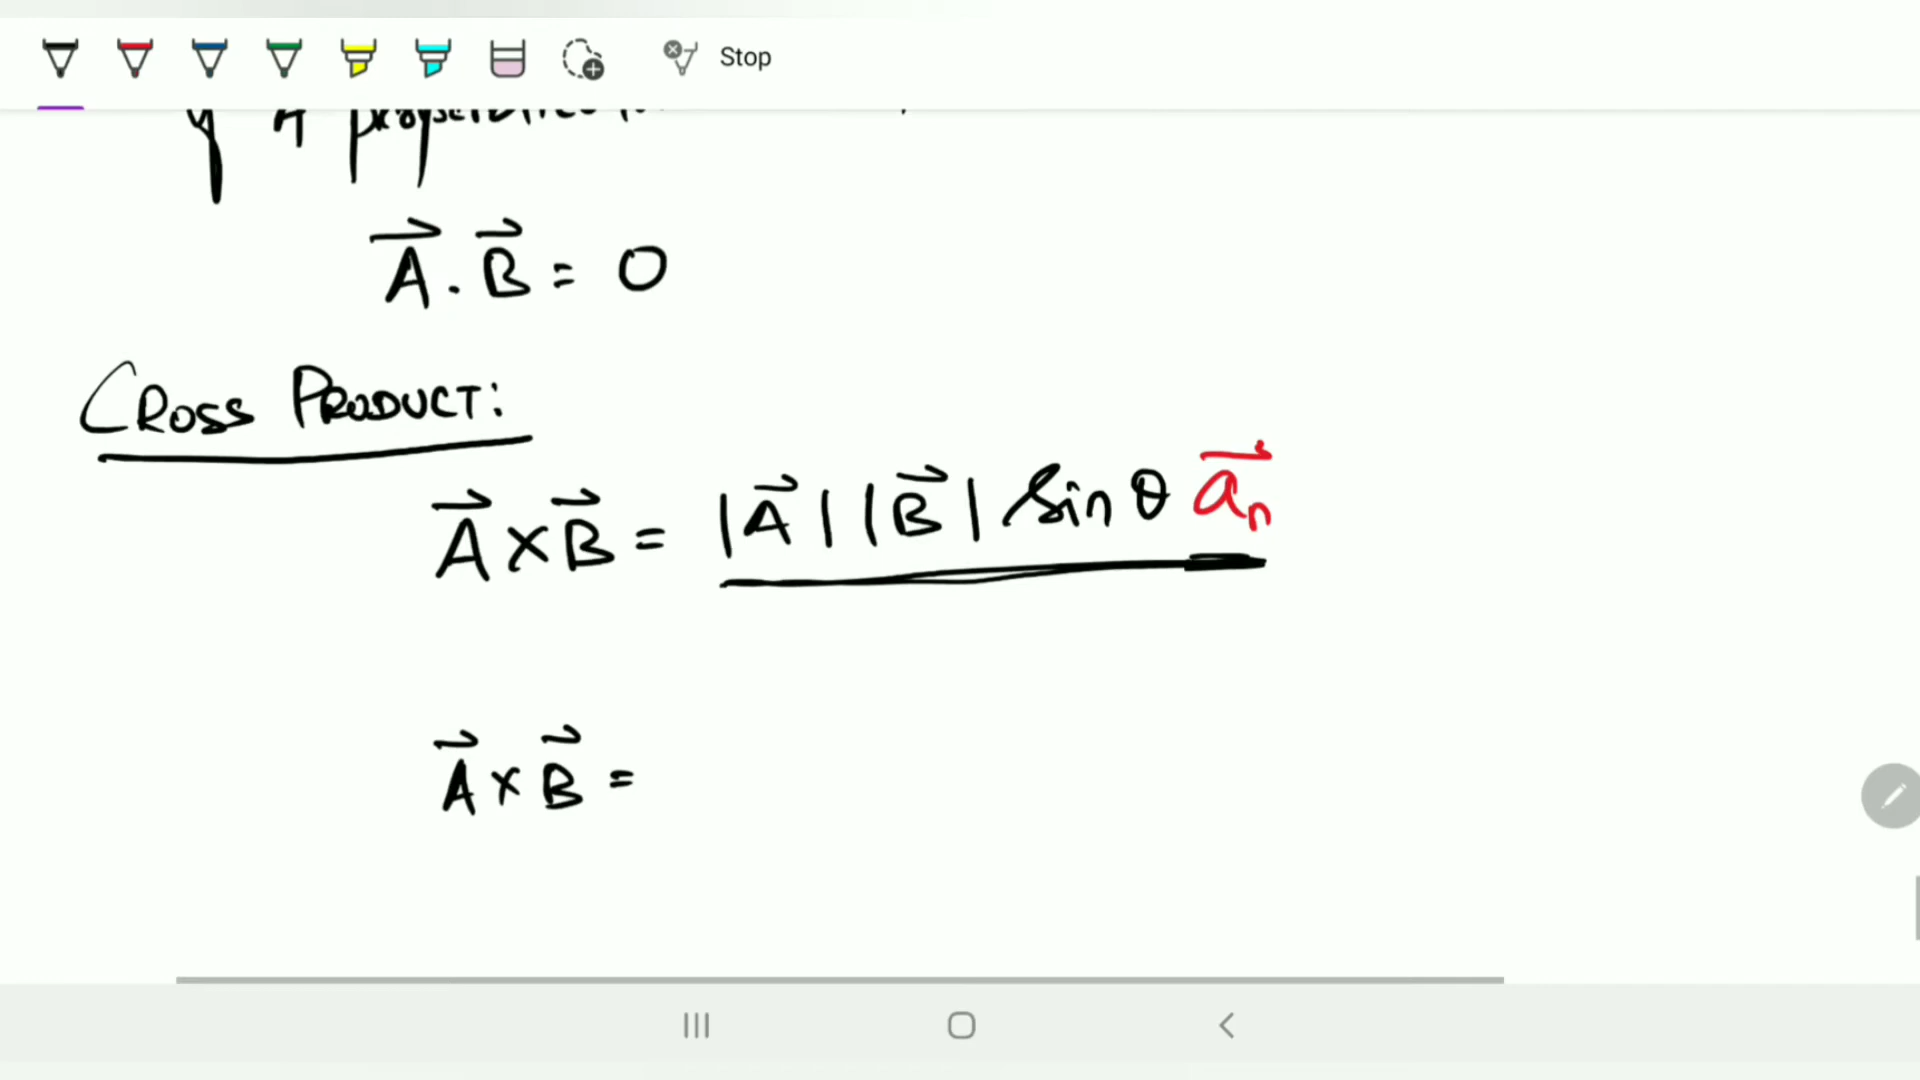 Stop
A
A⃗ . B⃗ = 0
CROSS PRODUCT:
A⃗ × B⃗ = |A⃗| |B⃗| sin θ a⃗ₙ
A⃗ × B⃗ =